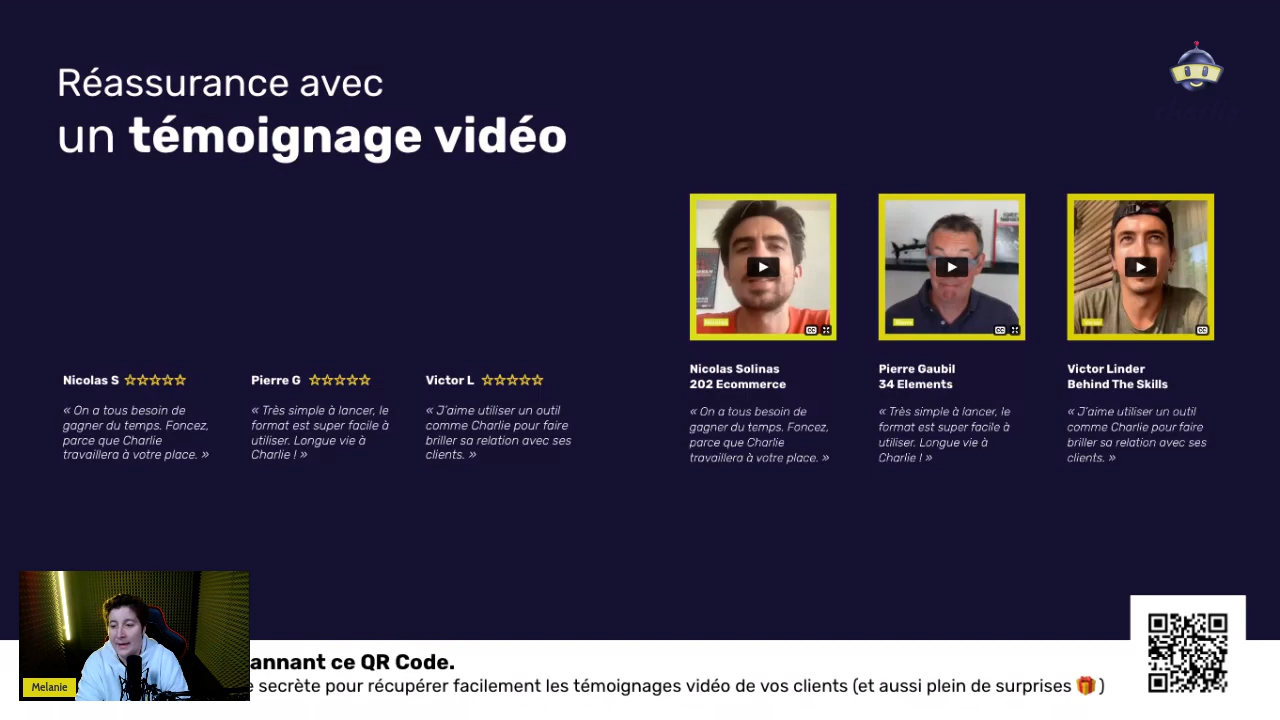 Réassurance avec
un témoignage vidéo
Nicolas S
« On a tous besoin de
gagner du temps. Foncez,
parce que Charlie
travaillera à votre place. »
Pierre G
« Très simple à lancer, le
format est super facile à
utiliser. Longue vie à
Charlie ! »
Victor L
« J'aime utiliser un outil
comme Charlie pour faire
briller sa relation avec ses
clients. »
CC
Nicolas Solinas
202 Ecommerce
« On a tous besoin de
gagner du temps. Foncez,
parce que Charlie
travaillera à votre place. »
CC
Pierre Gaubil
34 Elements
« Très simple à lancer, le
format est super facile à
utiliser. Longue vie à
Charlie ! »
CC
Victor Linder
Behind The Skills
« J'aime utiliser un outil
comme Charlie pour faire
briller sa relation avec ses
clients. »
Melanie
annant ce QR Code.
secrète pour récupérer facilement les témoignages vidéo de vos clients (et aussi plein de surprises 🎁 )